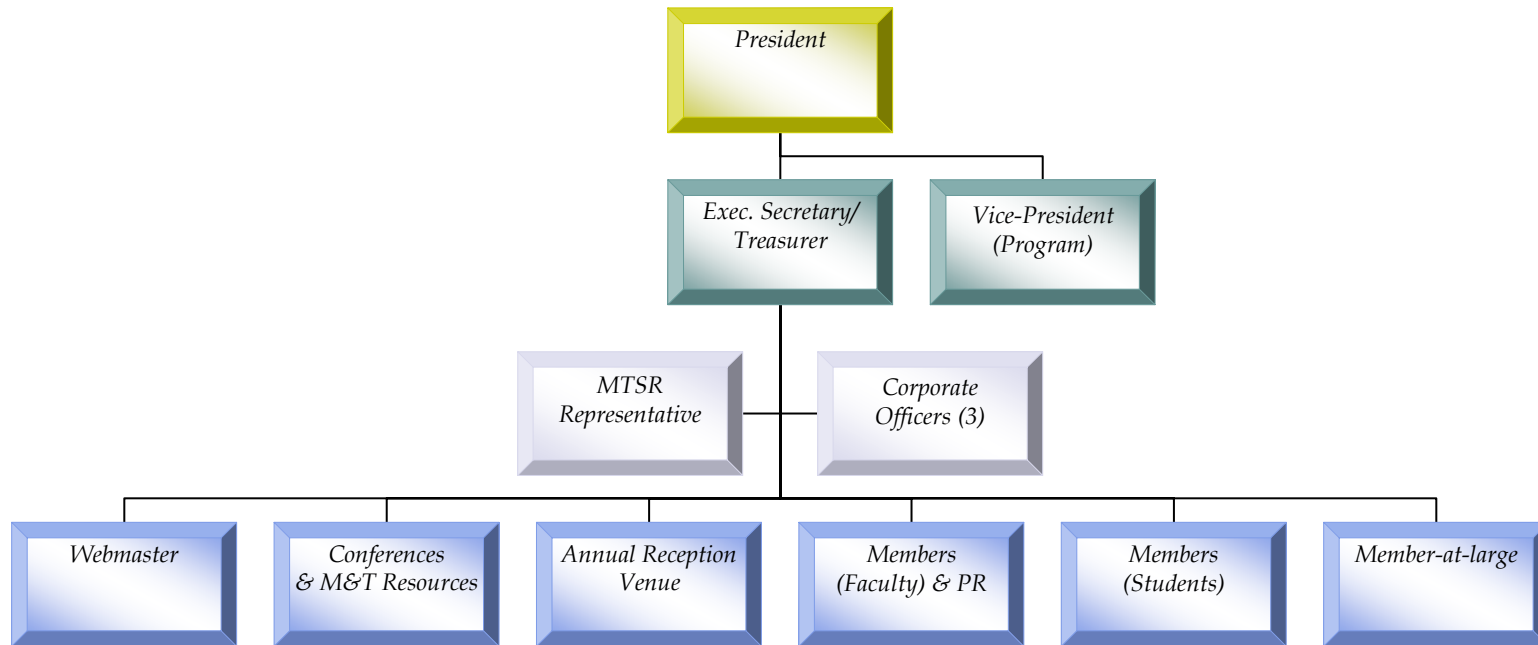 President
Exec. Secretary/
Treasurer
Vice-President
(Program)
MTSR
Representative
Corporate
Officers (3)
Webmaster
Conferences
& M&T Resources
Annual Reception
Venue
Members
(Faculty) & PR
Members
(Students)
Member-at-large